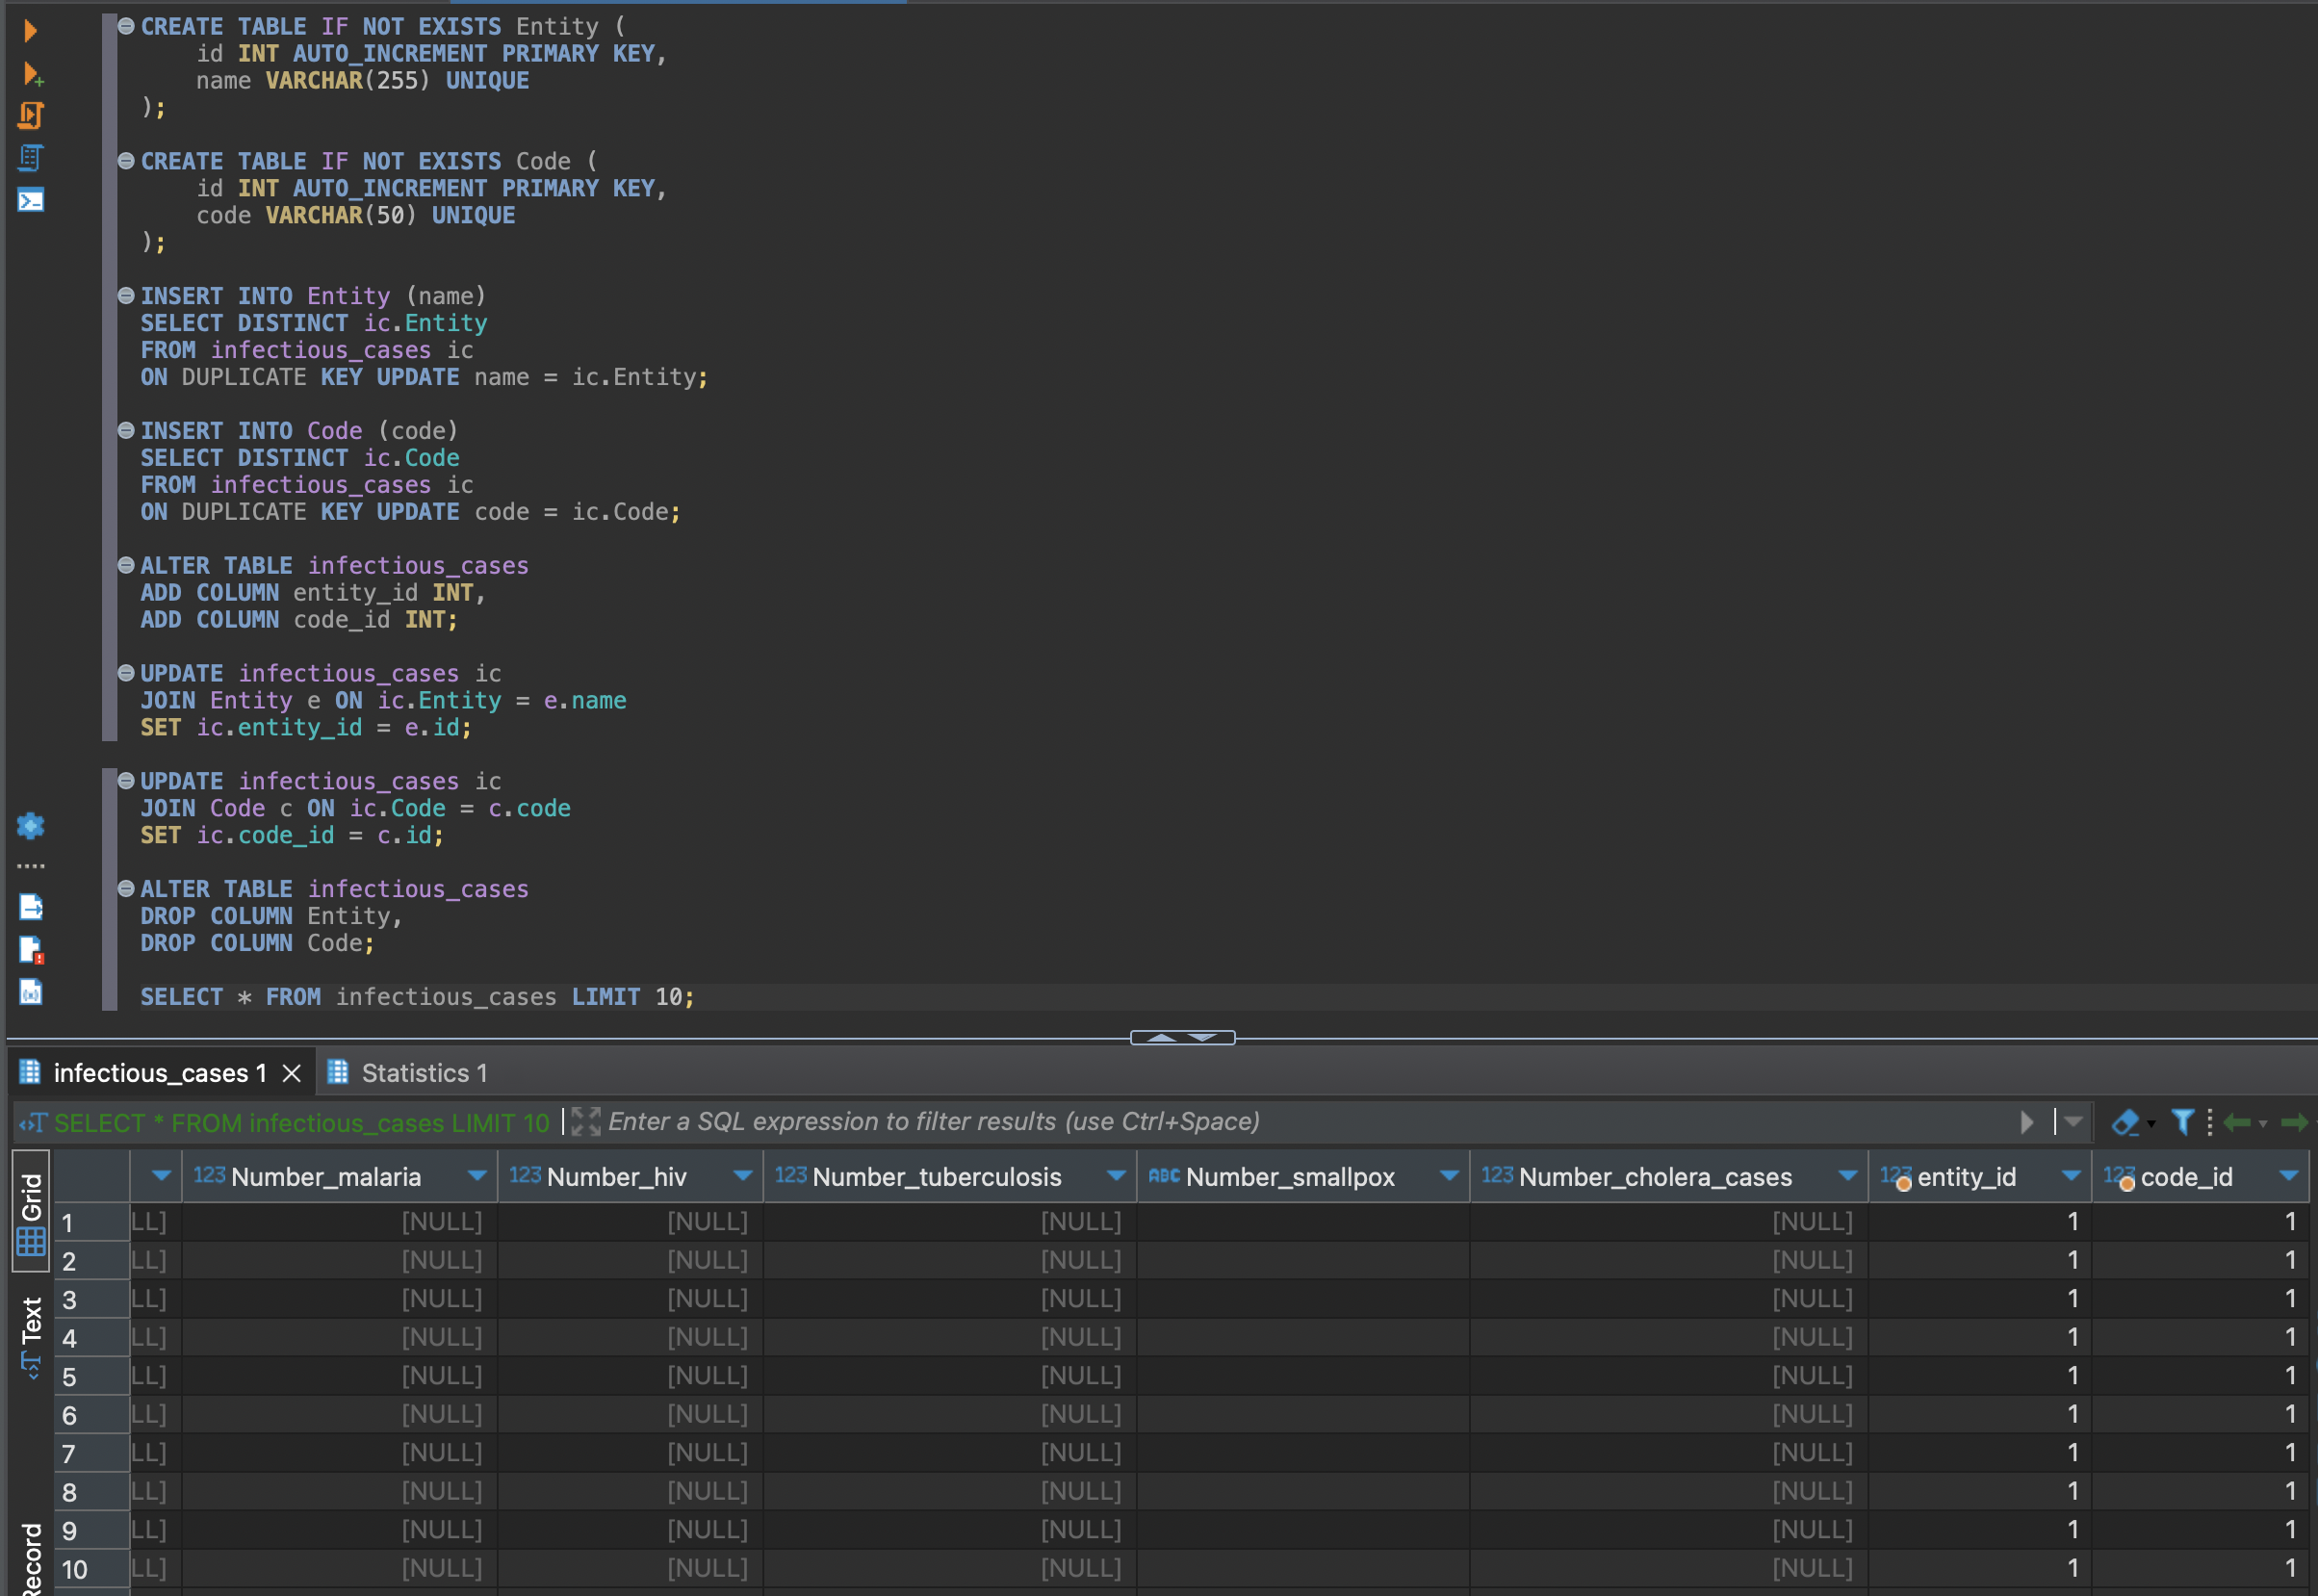 CREATE TABLE IF NOT EXISTS Entity (
    id INT AUTO_INCREMENT PRIMARY KEY,
    name VARCHAR(255) UNIQUE
);
CREATE TABLE IF NOT EXISTS Code (
    id INT AUTO_INCREMENT PRIMARY KEY,
    code VARCHAR(50) UNIQUE
);
INSERT INTO Entity (name)
SELECT DISTINCT ic.Entity
FROM infectious_cases ic
ON DUPLICATE KEY UPDATE name = ic.Entity;
INSERT INTO Code (code)
SELECT DISTINCT ic.Code
FROM infectious_cases ic
ON DUPLICATE KEY UPDATE code = ic.Code;
ALTER TABLE infectious_cases
ADD COLUMN entity_id INT,
ADD COLUMN code_id INT;
UPDATE infectious_cases ic
JOIN Entity e ON ic.Entity = e.name
SET ic.entity_id = e.id;
UPDATE infectious_cases ic
JOIN Code c ON ic.Code = c.code
SET ic.code_id = c.id;
ALTER TABLE infectious_cases
DROP COLUMN Entity,
DROP COLUMN Code;
SELECT * FROM infectious_cases LIMIT 10;
infectious_cases 1 Statistics 1
SELECT * FROM infectious_cases LIMIT 10 Enter a SQL expression to filter results (use Ctrl+Space)
Grid
Text
Record
123 Number_malaria 123 Number_hiv 123 Number_tuberculosis ABC Number_smallpox 123 Number_cholera_cases 123 entity_id 123 code_id
1 LL] [NULL] [NULL] [NULL] [NULL] 1 1
2 LL] [NULL] [NULL] [NULL] [NULL] 1 1
3 LL] [NULL] [NULL] [NULL] [NULL] 1 1
4 LL] [NULL] [NULL] [NULL] [NULL] 1 1
5 LL] [NULL] [NULL] [NULL] [NULL] 1 1
6 LL] [NULL] [NULL] [NULL] [NULL] 1 1
7 LL] [NULL] [NULL] [NULL] [NULL] 1 1
8 LL] [NULL] [NULL] [NULL] [NULL] 1 1
9 LL] [NULL] [NULL] [NULL] [NULL] 1 1
10 LL] [NULL] [NULL] [NULL] [NULL] 1 1